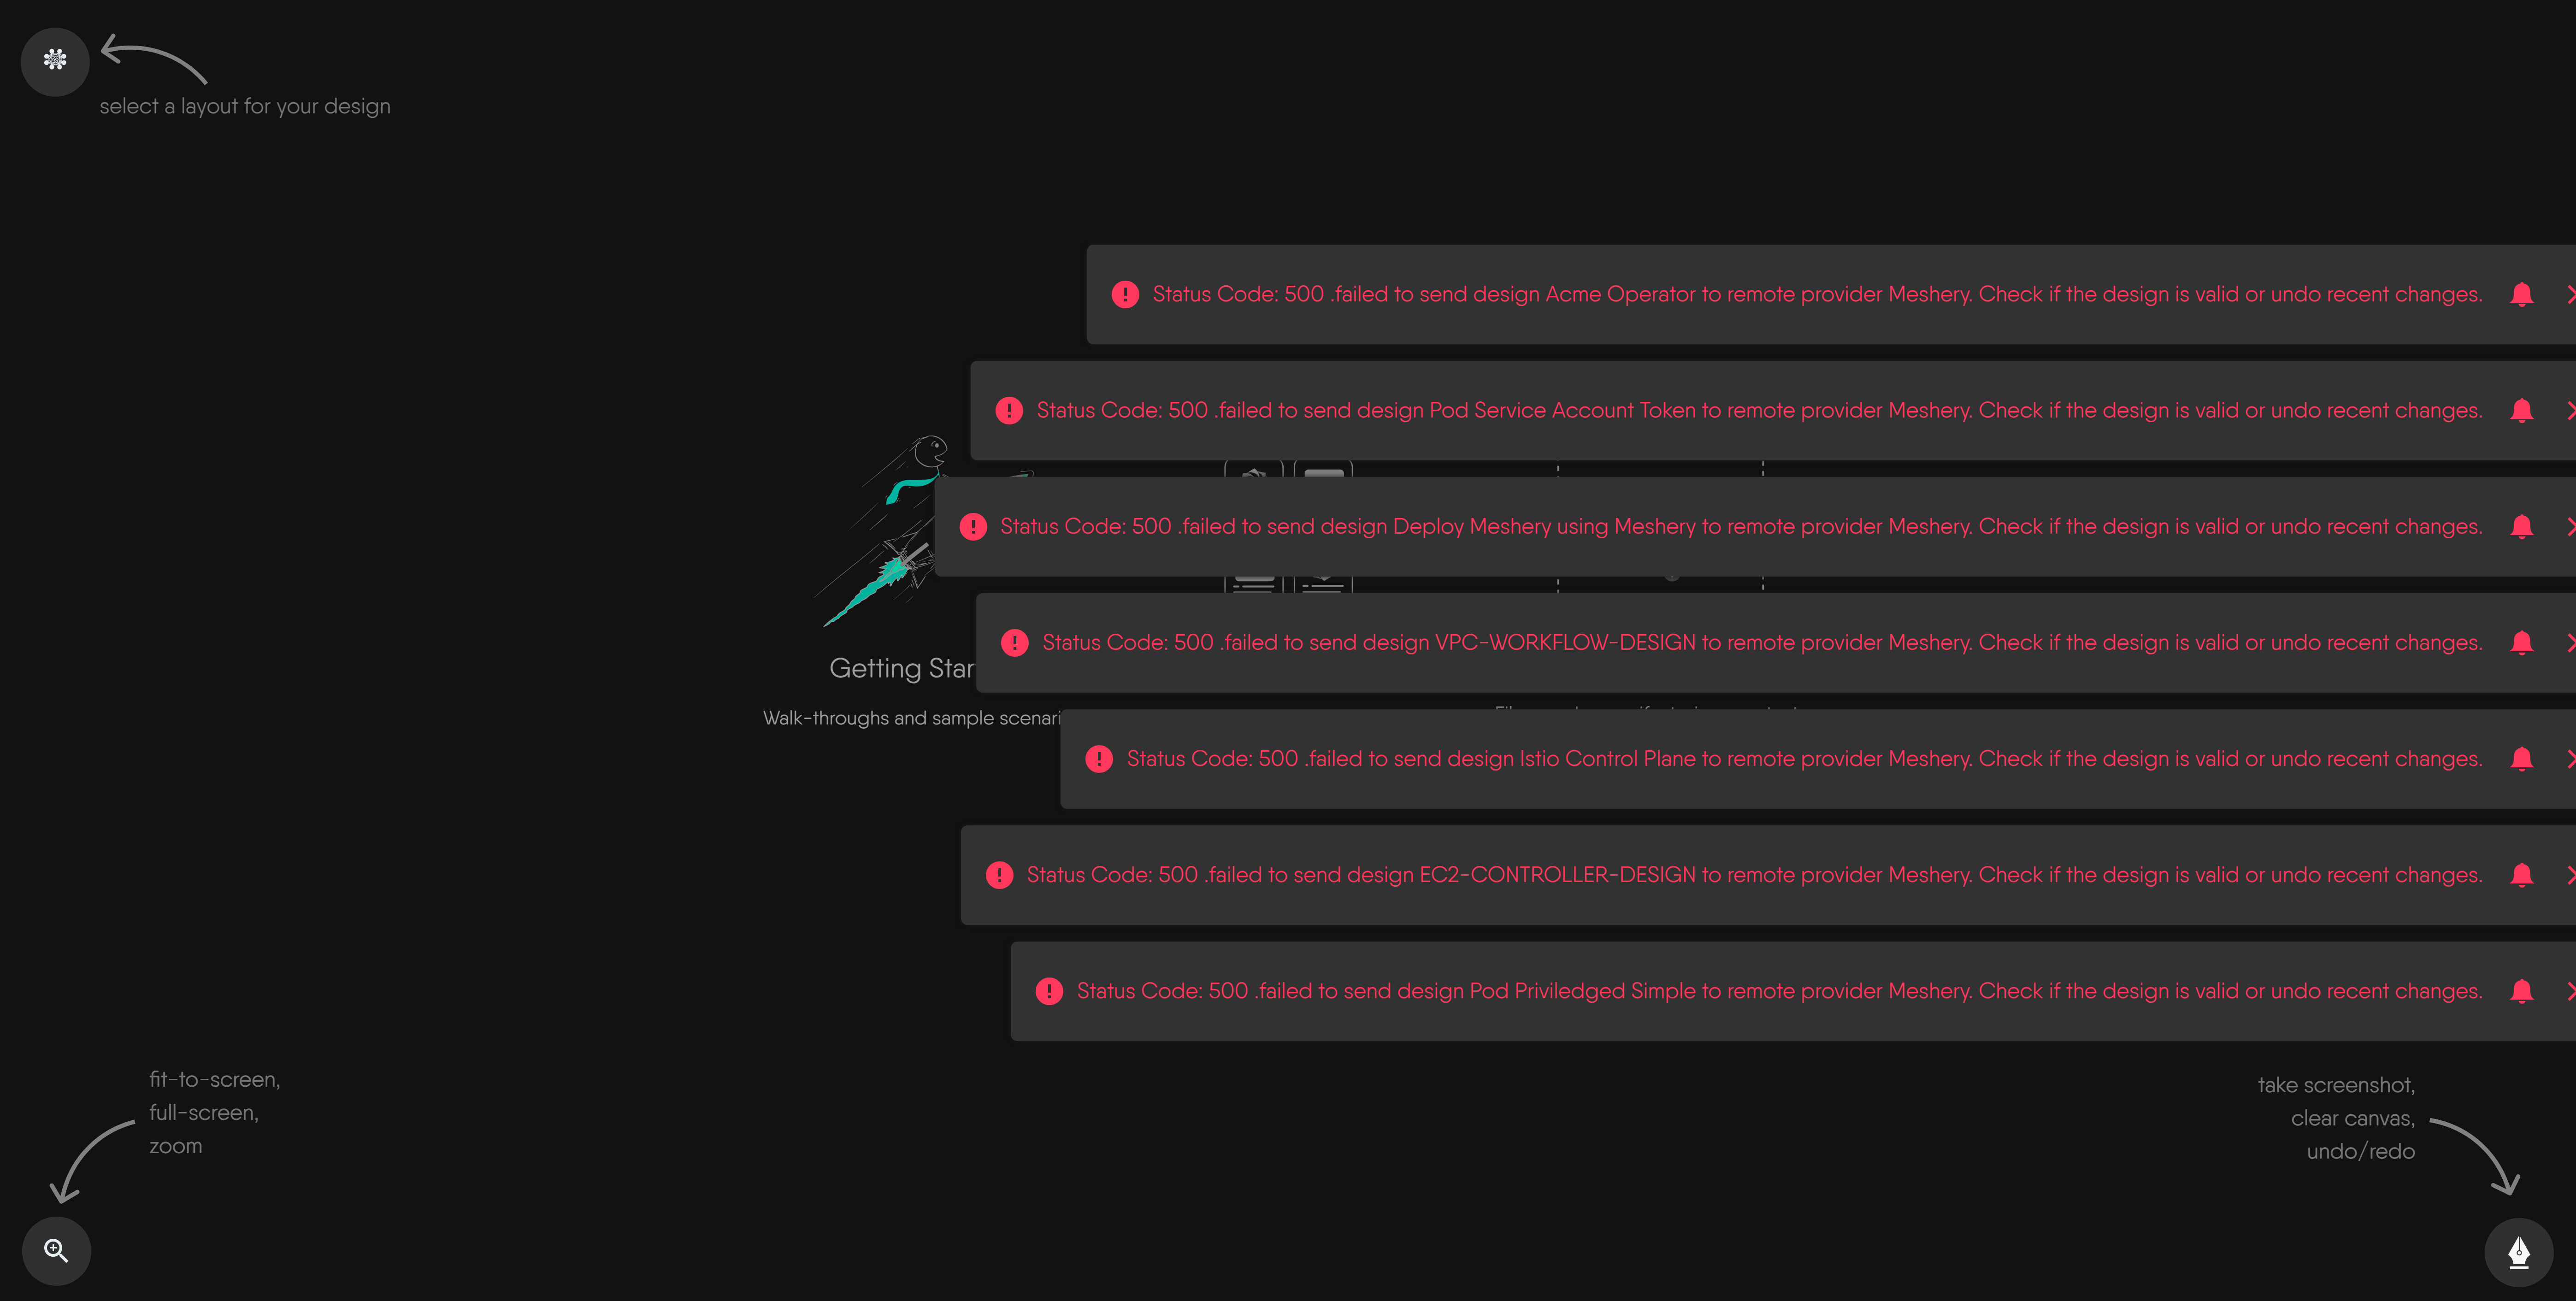 select a layout for your design
Status Code: 500 .failed to send design Acme Operator to remote provider Meshery. Check if the design is valid or undo recent changes.
Status Code: 500 .failed to send design Pod Service Account Token to remote provider Meshery. Check if the design is valid or undo recent changes.
Status Code: 500 .failed to send design Deploy Meshery using Meshery to remote provider Meshery. Check if the design is valid or undo recent changes.
Status Code: 500 .failed to send design VPC-WORKFLOW-DESIGN to remote provider Meshery. Check if the design is valid or undo recent changes.
Getting Star
Walk-throughs and sample scenari
Status Code: 500 .failed to send design Istio Control Plane to remote provider Meshery. Check if the design is valid or undo recent changes.
Status Code: 500 .failed to send design EC2-CONTROLLER-DESIGN to remote provider Meshery. Check if the design is valid or undo recent changes.
Status Code: 500 .failed to send design Pod Priviledged Simple to remote provider Meshery. Check if the design is valid or undo recent changes.
fit-to-screen,
full-screen,
zoom
take screenshot,
clear canvas,
undo/redo